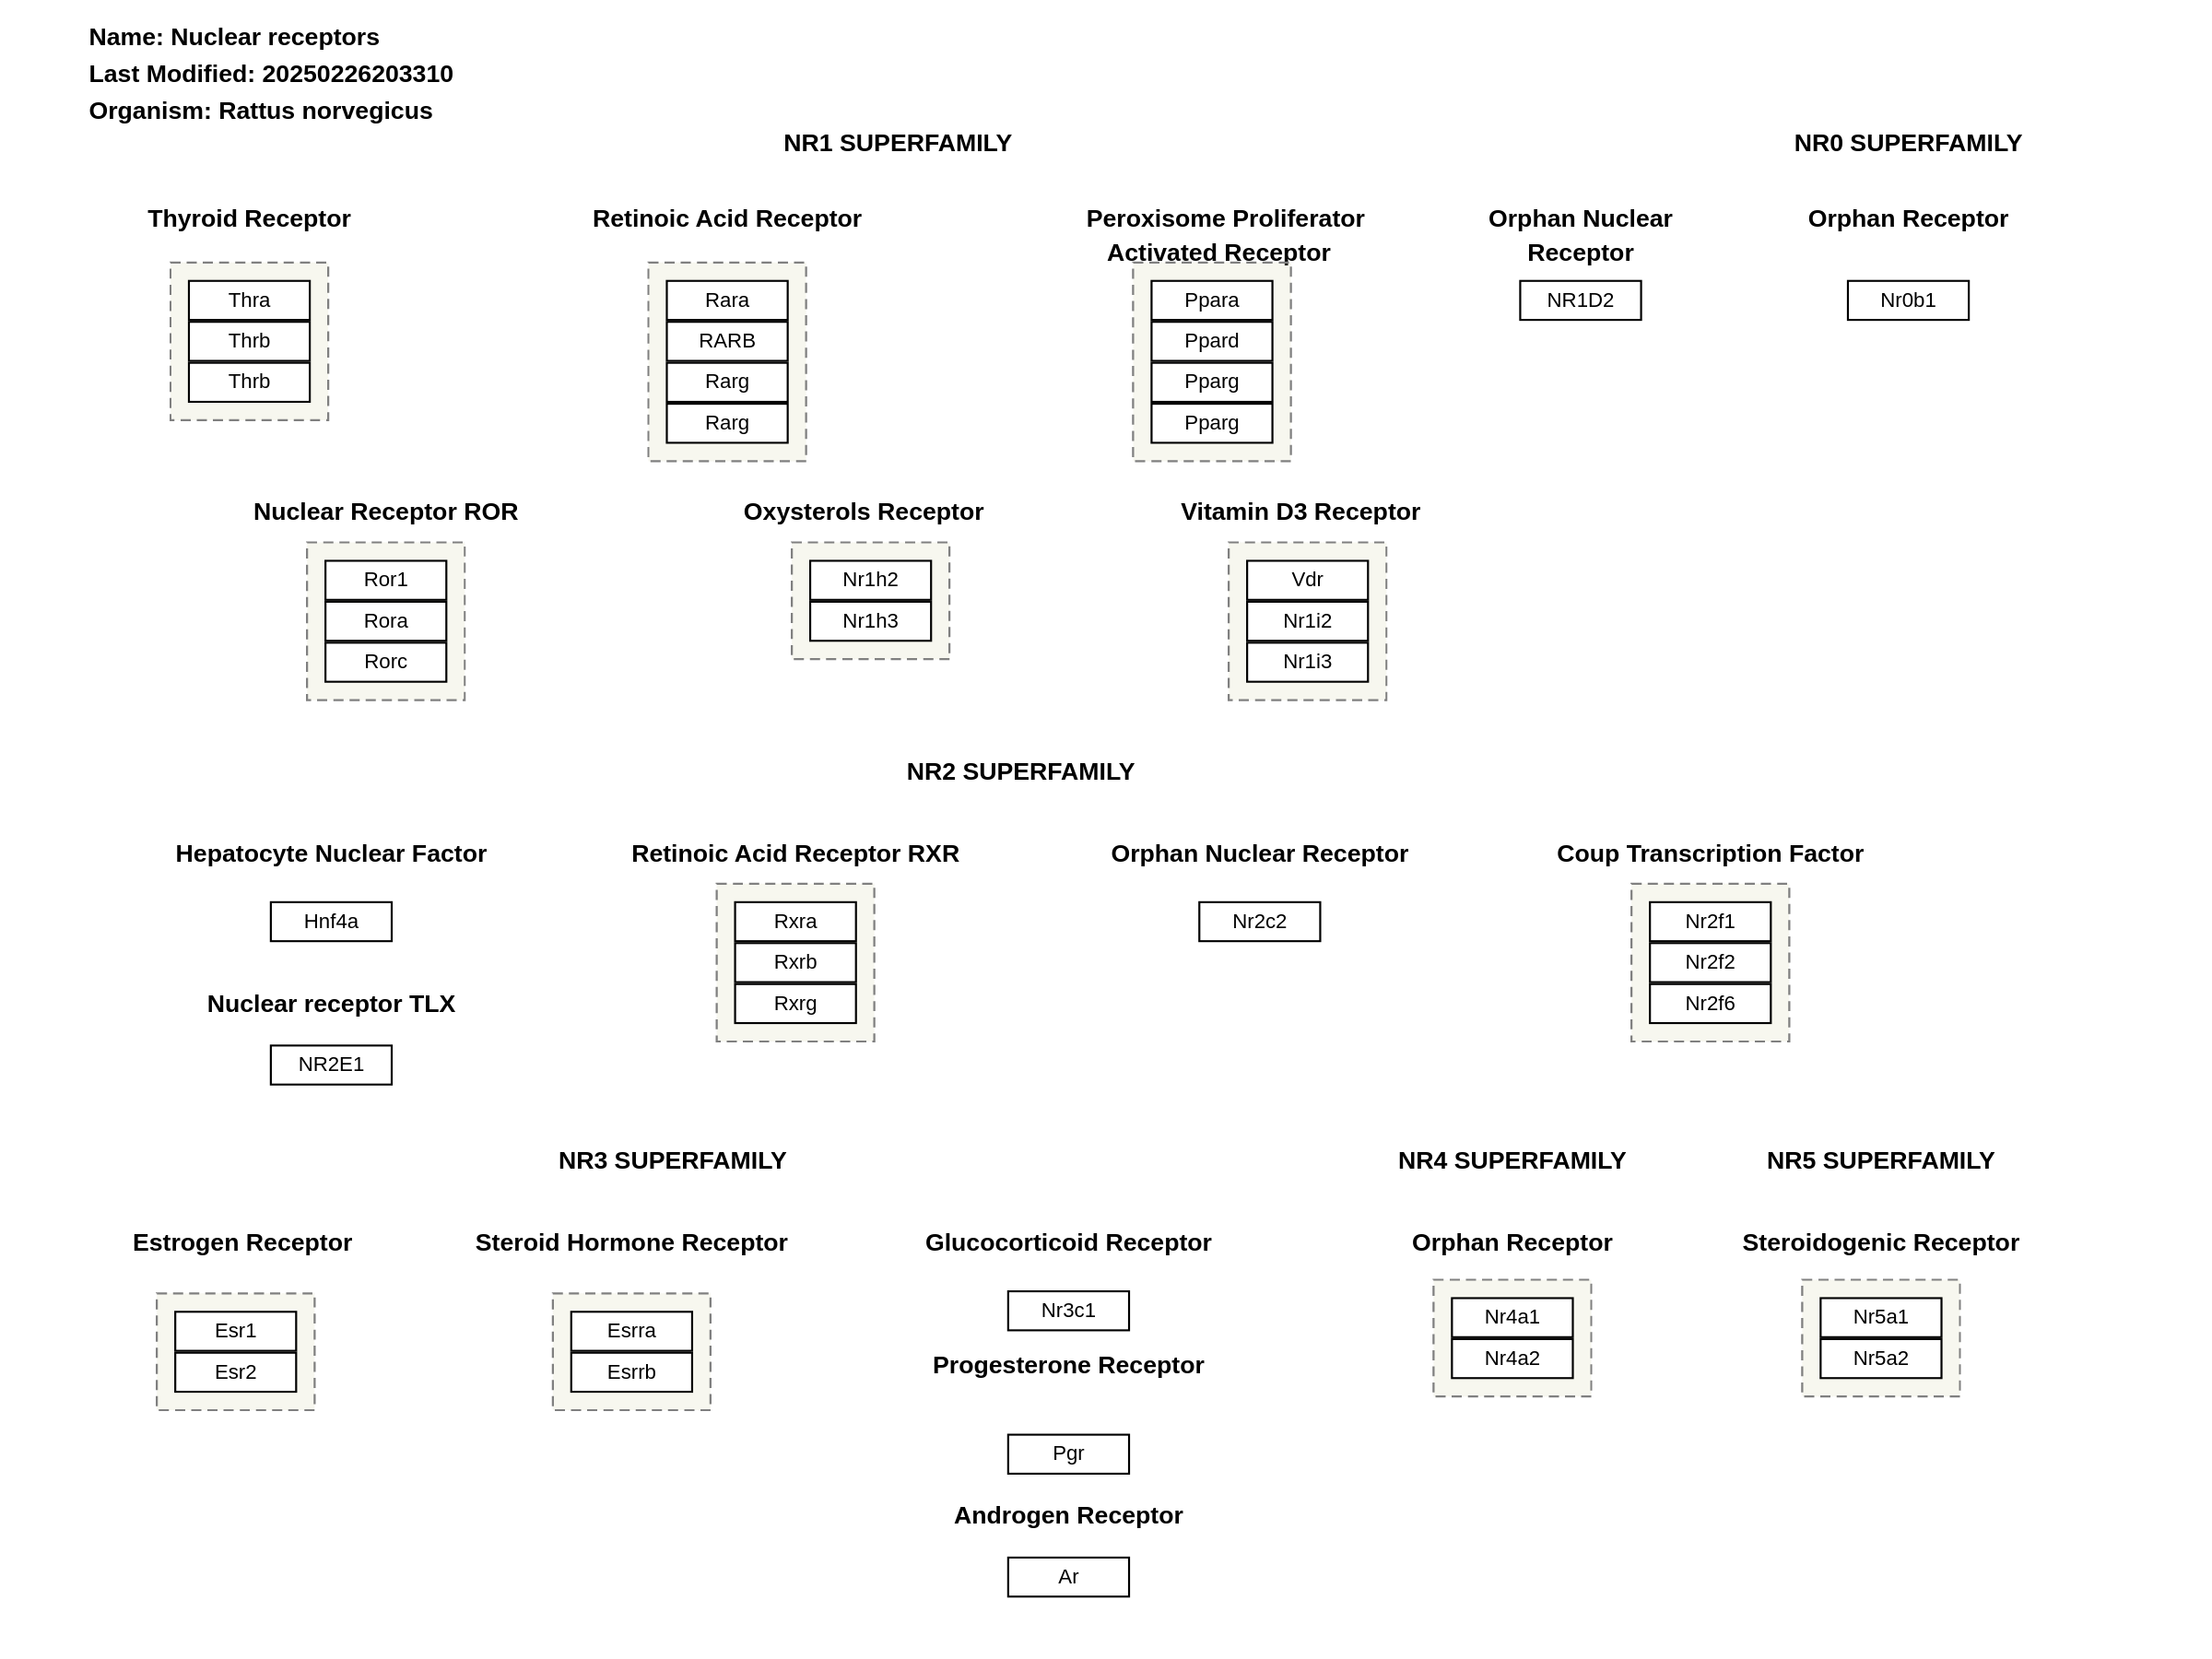 Name: Nuclear receptors
Last Modified: 20250226203310
Organism: Rattus norvegicus
NR1 SUPERFAMILY
NR0 SUPERFAMILY
Thyroid Receptor
Thra
Thrb
Thrb
Retinoic Acid Receptor
Rara
RARB
Rarg
Rarg
Peroxisome Proliferator
Activated Receptor
Ppara
Ppard
Pparg
Pparg
Orphan Nuclear
Receptor
NR1D2
Orphan Receptor
Nr0b1
Nuclear Receptor ROR
Ror1
Rora
Rorc
Oxysterols Receptor
Nr1h2
Nr1h3
Vitamin D3 Receptor
Vdr
Nr1i2
Nr1i3
NR2 SUPERFAMILY
Hepatocyte Nuclear Factor
Hnf4a
Nuclear receptor TLX
NR2E1
Retinoic Acid Receptor RXR
Rxra
Rxrb
Rxrg
Orphan Nuclear Receptor
Nr2c2
Coup Transcription Factor
Nr2f1
Nr2f2
Nr2f6
NR3 SUPERFAMILY
Estrogen Receptor
Esr1
Esr2
Steroid Hormone Receptor
Esrra
Esrrb
Glucocorticoid Receptor
Nr3c1
Progesterone Receptor
Pgr
Androgen Receptor
Ar
NR4 SUPERFAMILY
Orphan Receptor
Nr4a1
Nr4a2
NR5 SUPERFAMILY
Steroidogenic Receptor
Nr5a1
Nr5a2